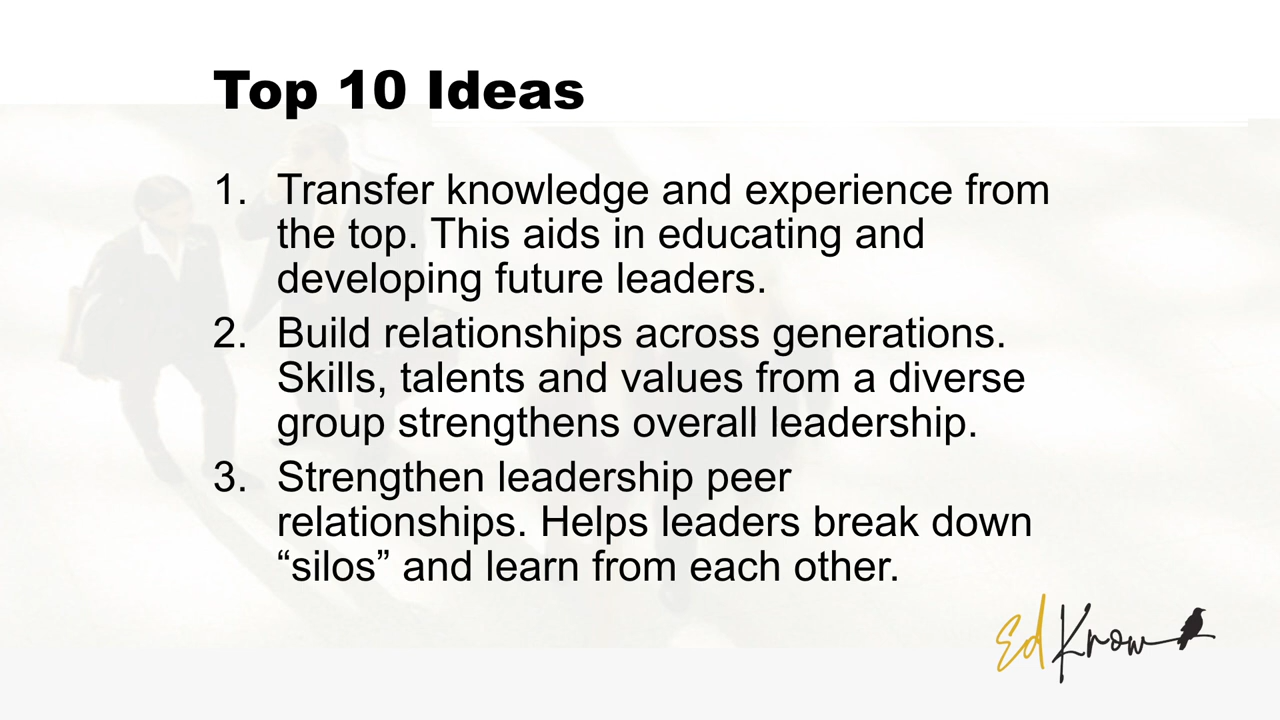 Top 10 Ideas
1. Transfer knowledge and experience from
the top. This aids in educating and
developing future leaders.
2. Build relationships across generations.
Skills, talents and values from a diverse
group strengthens overall leadership.
3. Strengthen leadership peer
relationships. Helps leaders break down
“silos” and learn from each other.
Ed Know